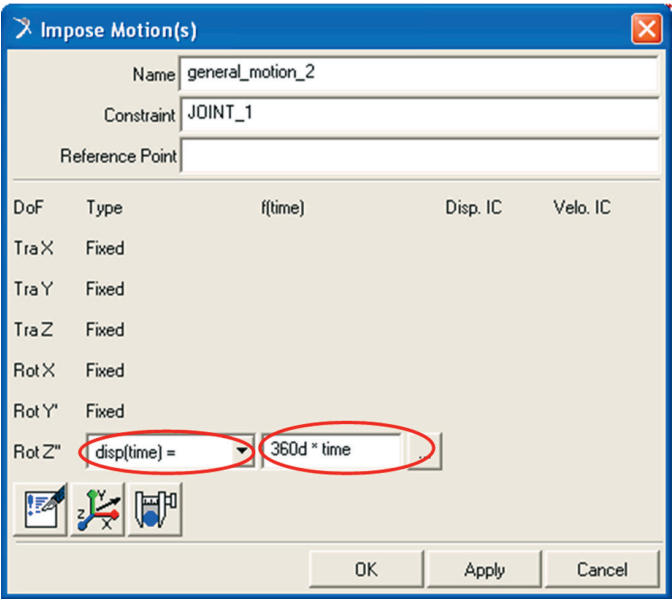 Impose Motion(s)
Name general_motion_2
Constraint JOINT_1
Reference Point
DoF Type f(time) Disp. IC Velo. IC
Tra X Fixed
Tra Y Fixed
Tra Z Fixed
Rot X Fixed
Rot Y' Fixed
Rot Z" disp(time) = 360d * time ...
Z Y X
OK Apply Cancel